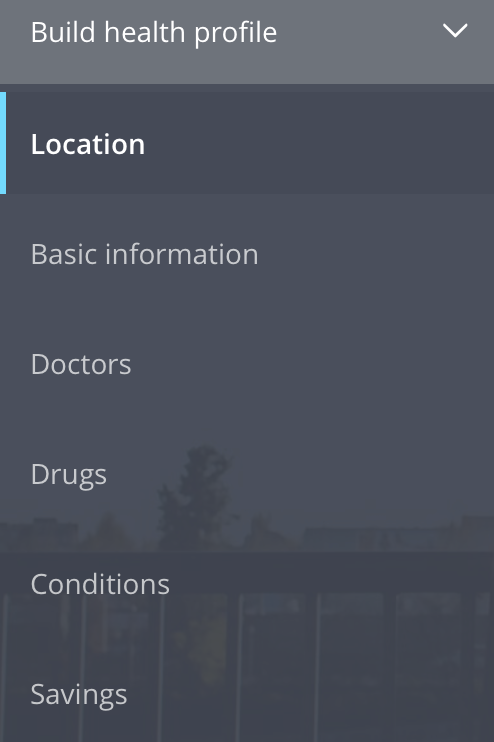 Build health profile
Location
Basic information
Doctors
Drugs
Conditions
Savings